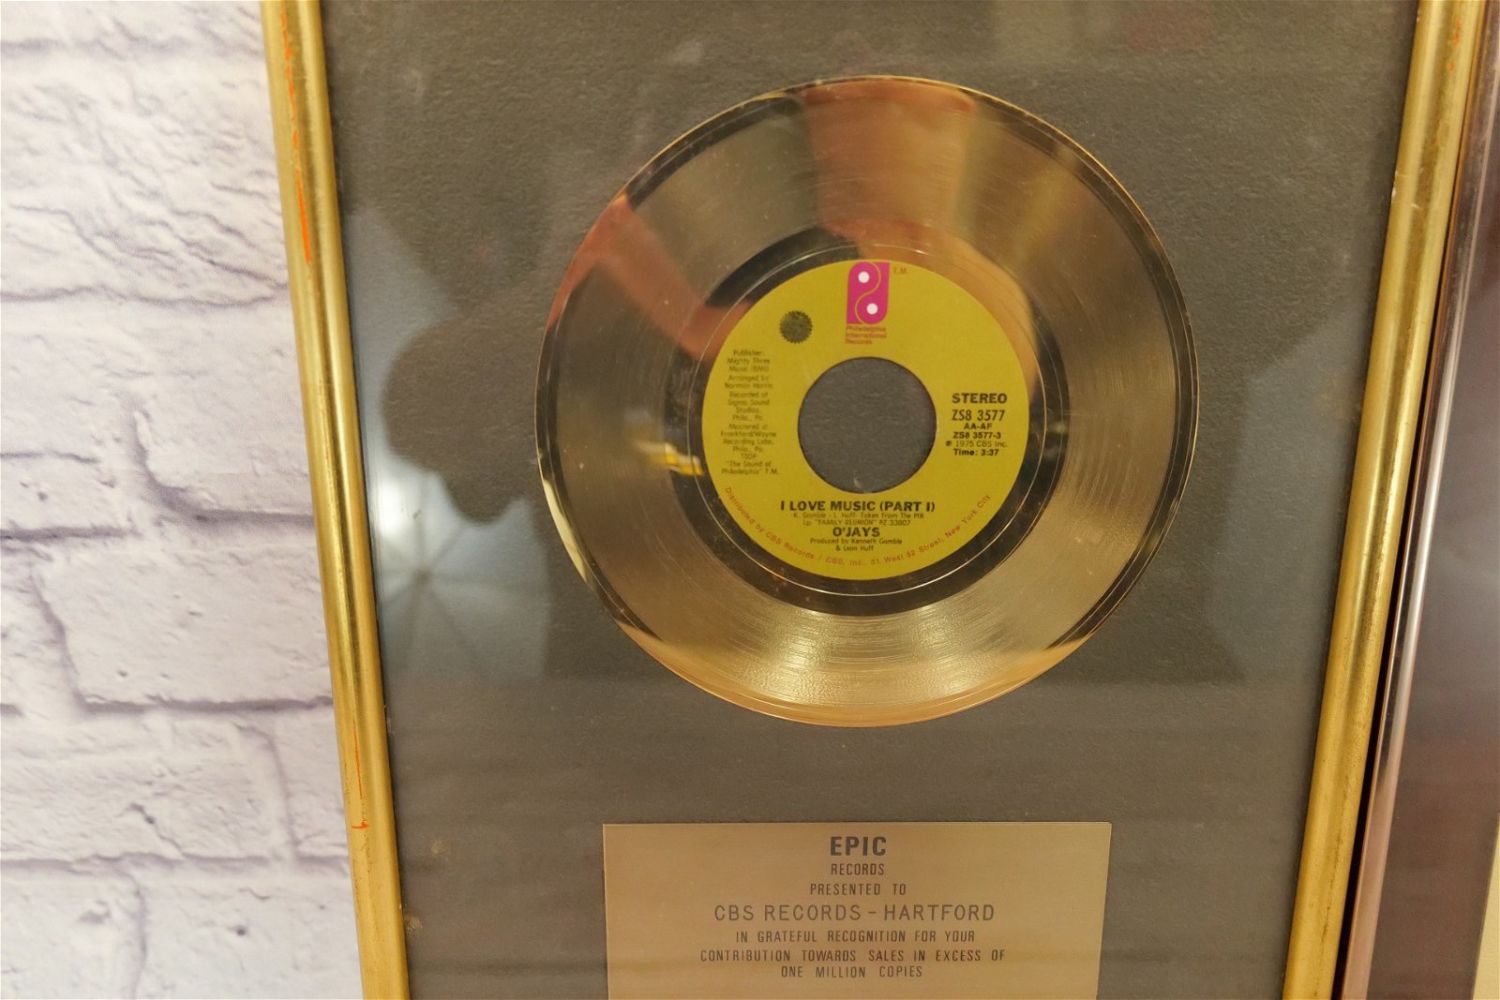 T.M.
Philadelphia
International
Records
Publisher:
Mighty Three
Music (BMI)
Arranged by
Norman Harris
Recorded at
Sigma Sound
Studios,
Phila., Pa.
Mastered at
Frankford/Wayne
Recording Labs,
Phila., Pa.
TSOP
"The Sound of
Philadelphia" T.M.
STEREO
ZS8 3577
AA-AF
ZS8 3577-3
℗ 1975 CBS Inc.
Time: 3:37
I LOVE MUSIC (PART I)
K. Gamble - L. Huff- Taken From The PIR
Lp "FAMILY REUNION" PZ 33807
O'JAYS
Produced by Kenneth Gamble
& Leon Huff
Distributed by CBS Records / CBS, Inc., 51 West 52 Street, New York City
EPIC
RECORDS
PRESENTED TO
CBS RECORDS - HARTFORD
IN GRATEFUL RECOGNITION FOR YOUR
CONTRIBUTION TOWARDS SALES IN EXCESS OF
ONE MILLION COPIES